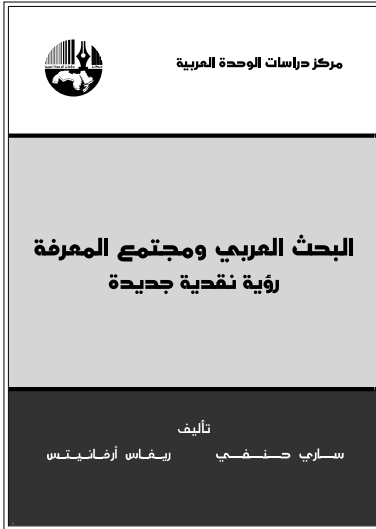 مركز دراسات الوحدة العربية
البحث العربي ومجتمع المعرفة
رؤية نقدية جديدة
تأليف
ساري حنفي ريغاس أرفانيتس